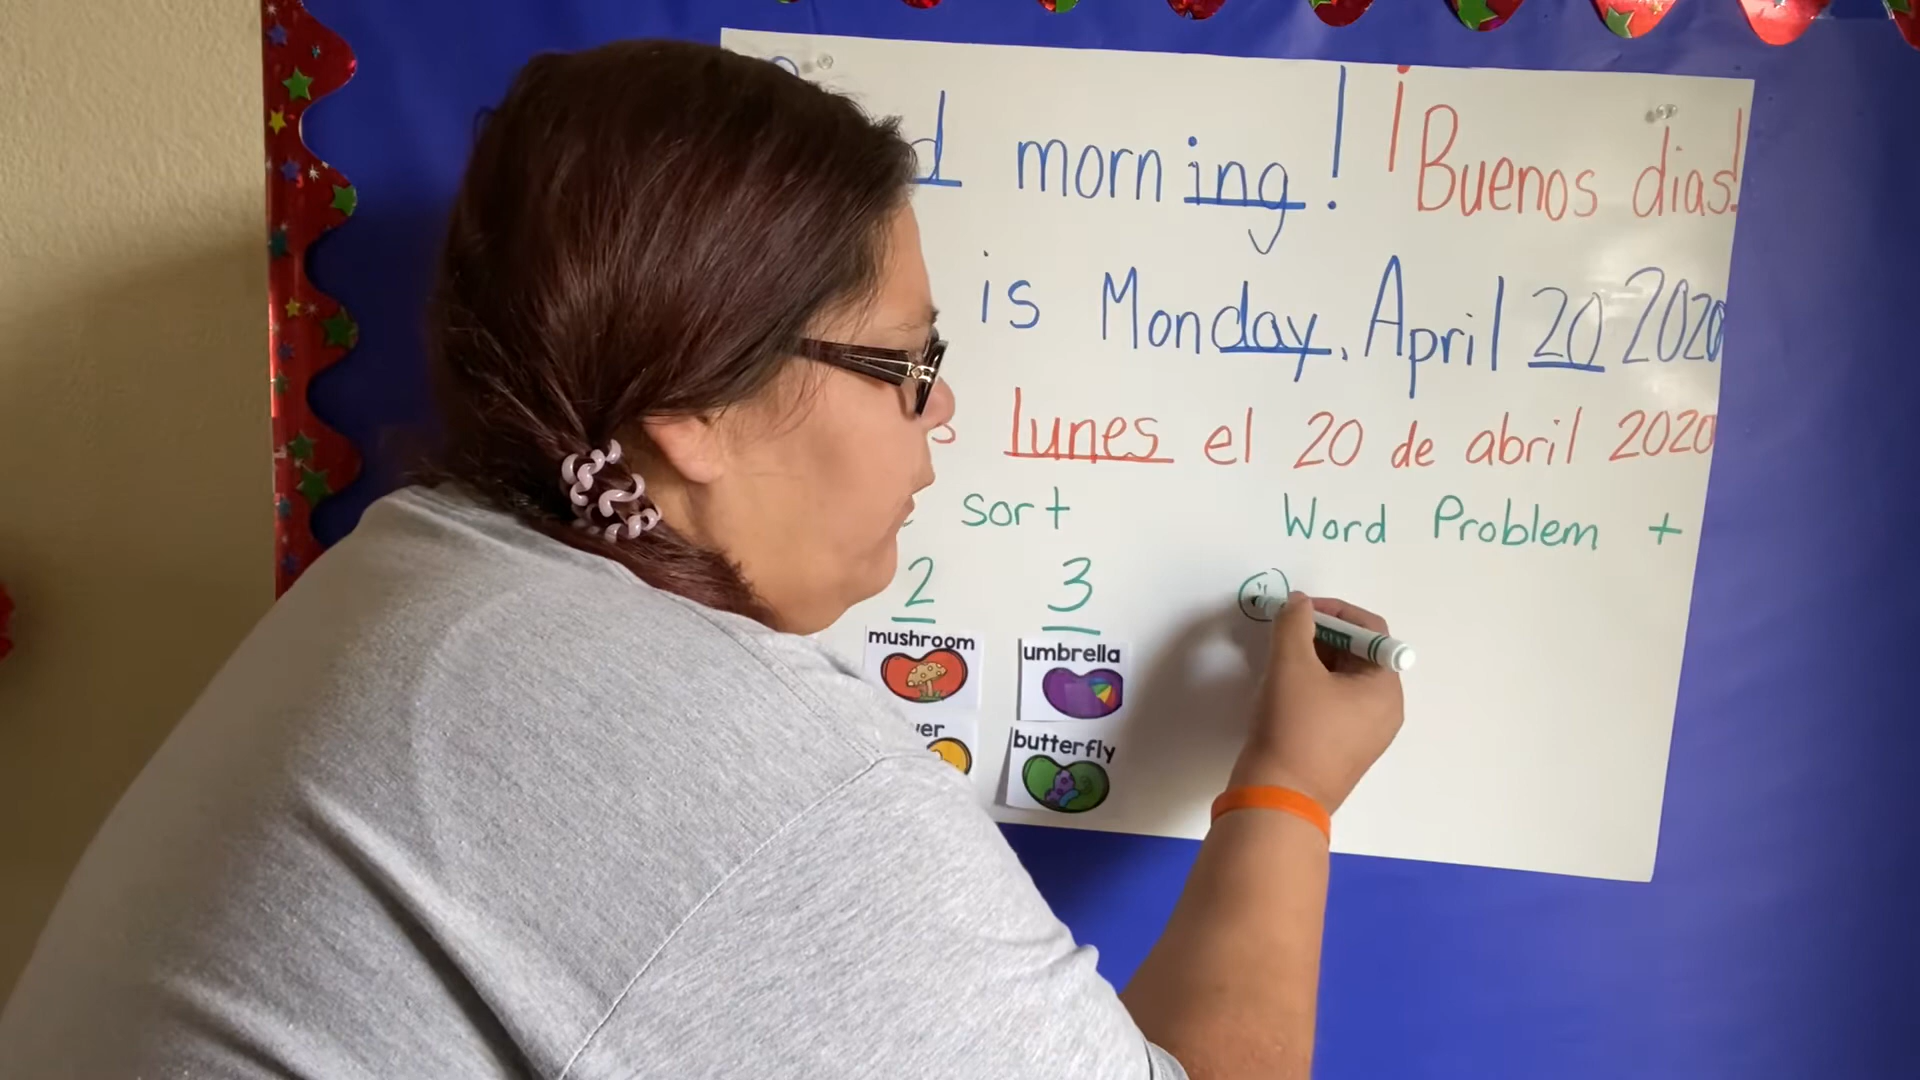 morning! ¡Buenos dias!
is Monday, April 20 2020
lunes el 20 de abril 2020
sort
Word Problem +
2 3
mushroom
umbrella
butterfly